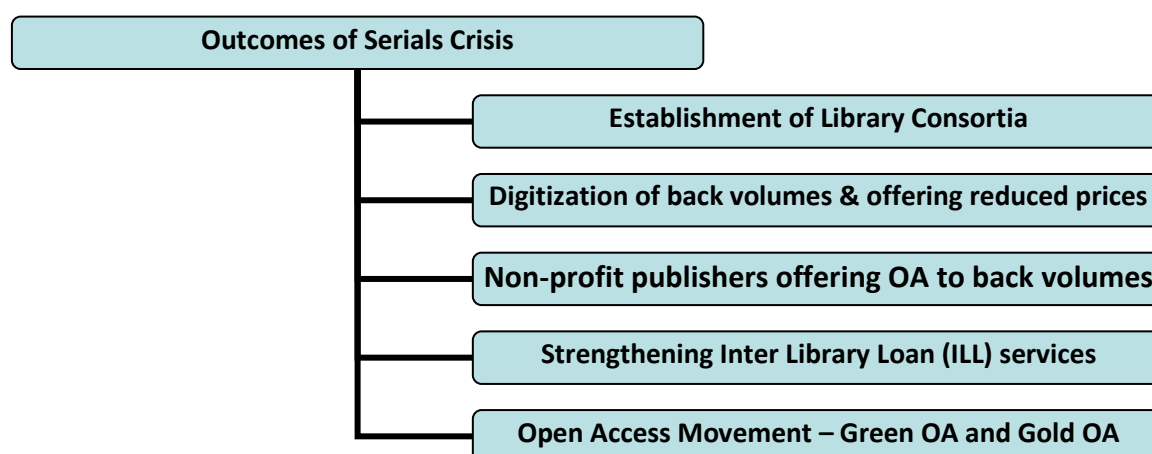 Outcomes of Serials Crisis
Establishment of Library Consortia
Digitization of back volumes & offering reduced prices
Non-profit publishers offering OA to back volumes
Strengthening Inter Library Loan (ILL) services
Open Access Movement – Green OA and Gold OA